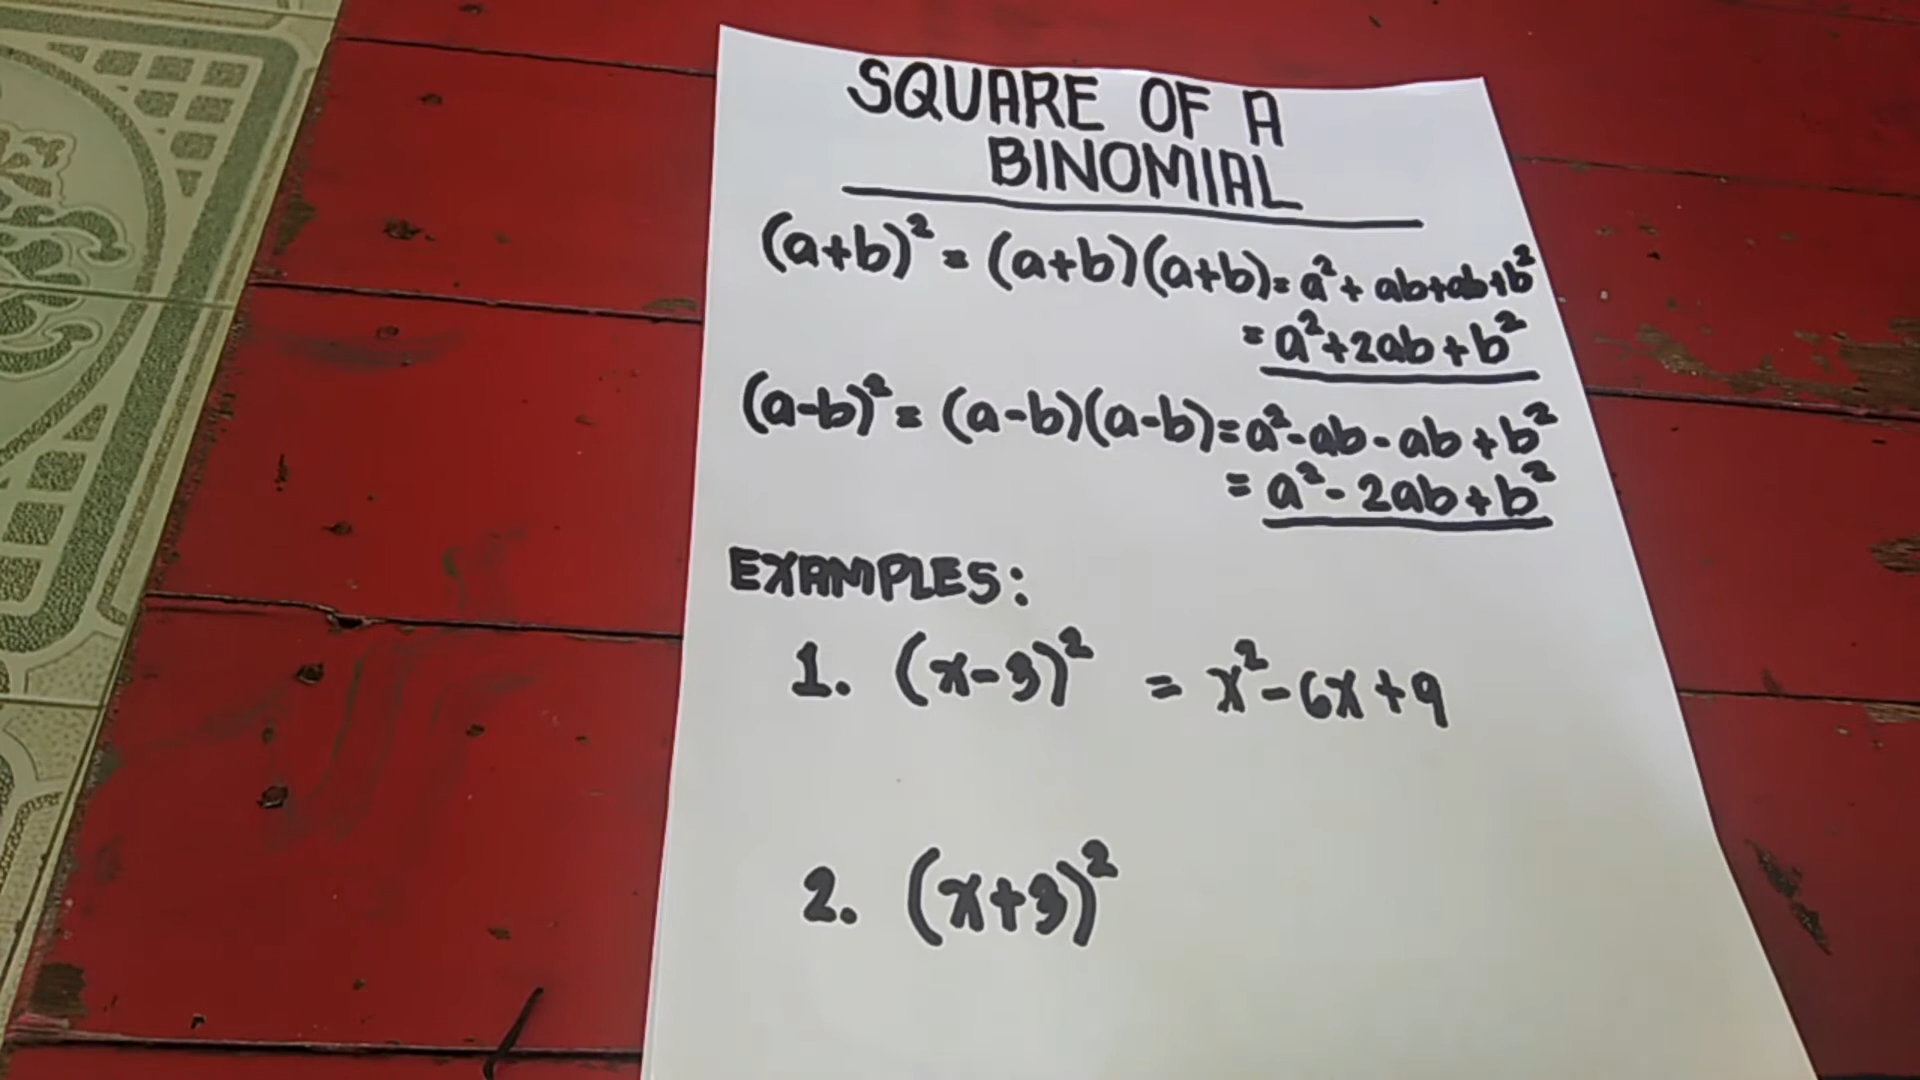 SQUARE OF A
BINOMIAL
(a+b)² = (a+b)(a+b) = a² + ab+ab+b²
= a²+2ab+b²
(a-b)² = (a-b)(a-b) = a²-ab-ab+b²
= a²-2ab+b²
EXAMPLES:
1. (x-3)² = x²-6x+9
2. (x+3)²